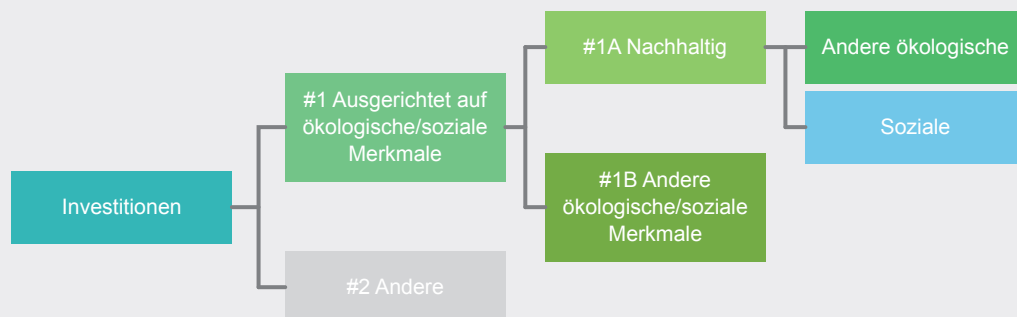 Investitionen
#1 Ausgerichtet auf
ökologische/soziale
Merkmale
#2 Andere
#1A Nachhaltig
#1B Andere
ökologische/soziale
Merkmale
Andere ökologische
Soziale